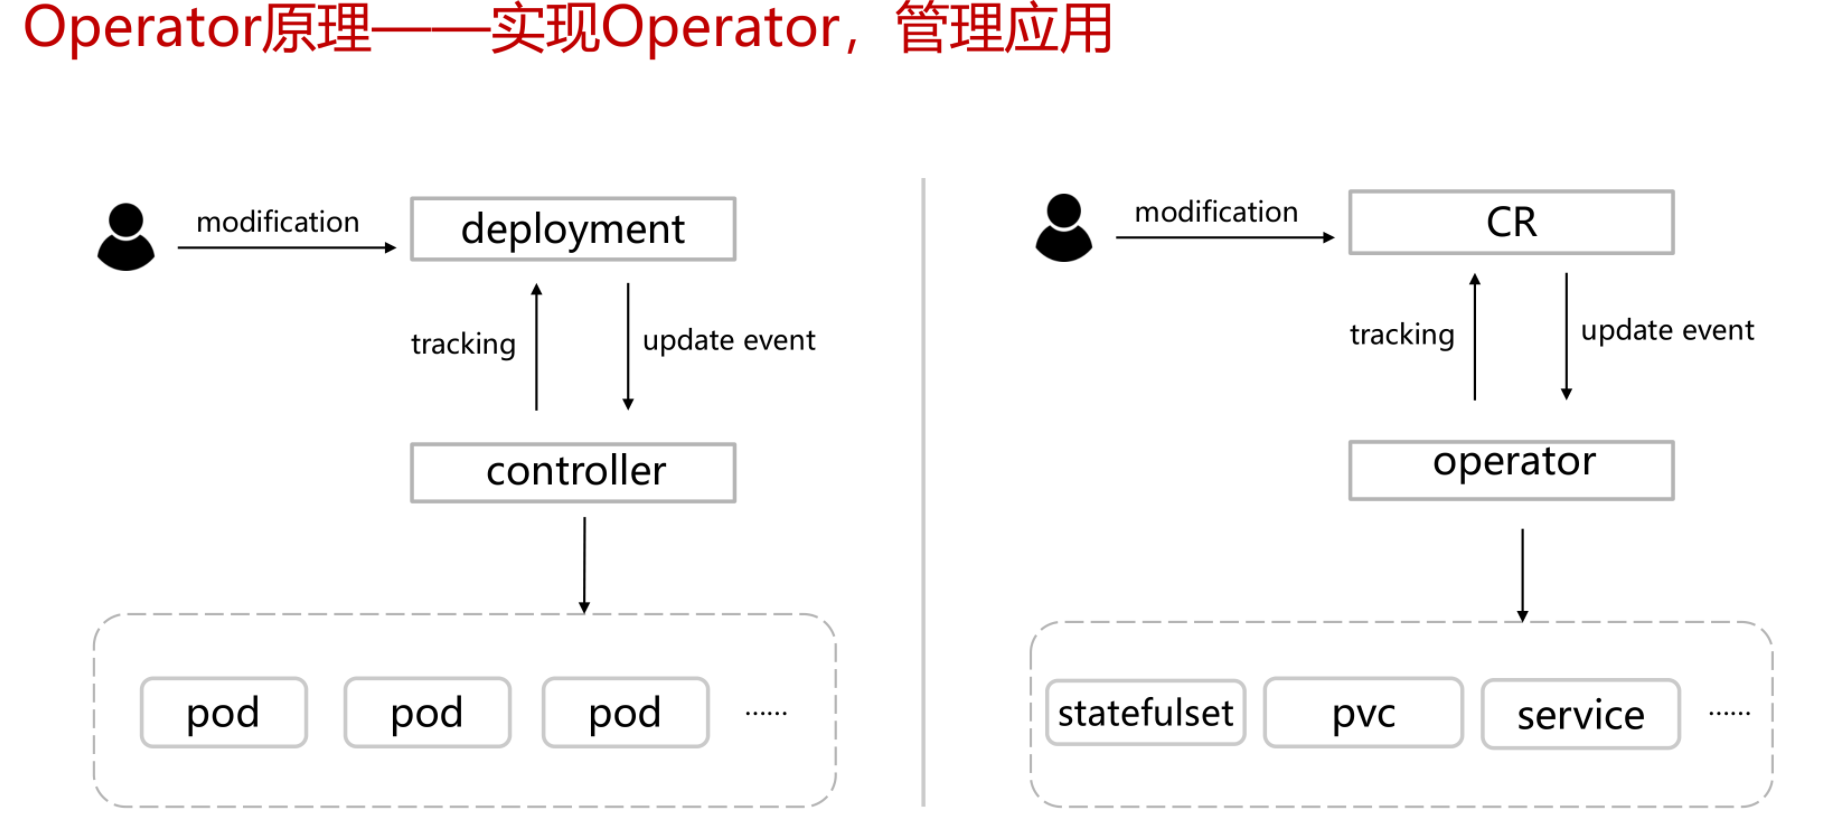 Operator原理——实现Operator，管理应用
modification
deployment
tracking
update event
controller
pod
pod
pod
......
modification
CR
tracking
update event
operator
statefulset
pvc
service
......